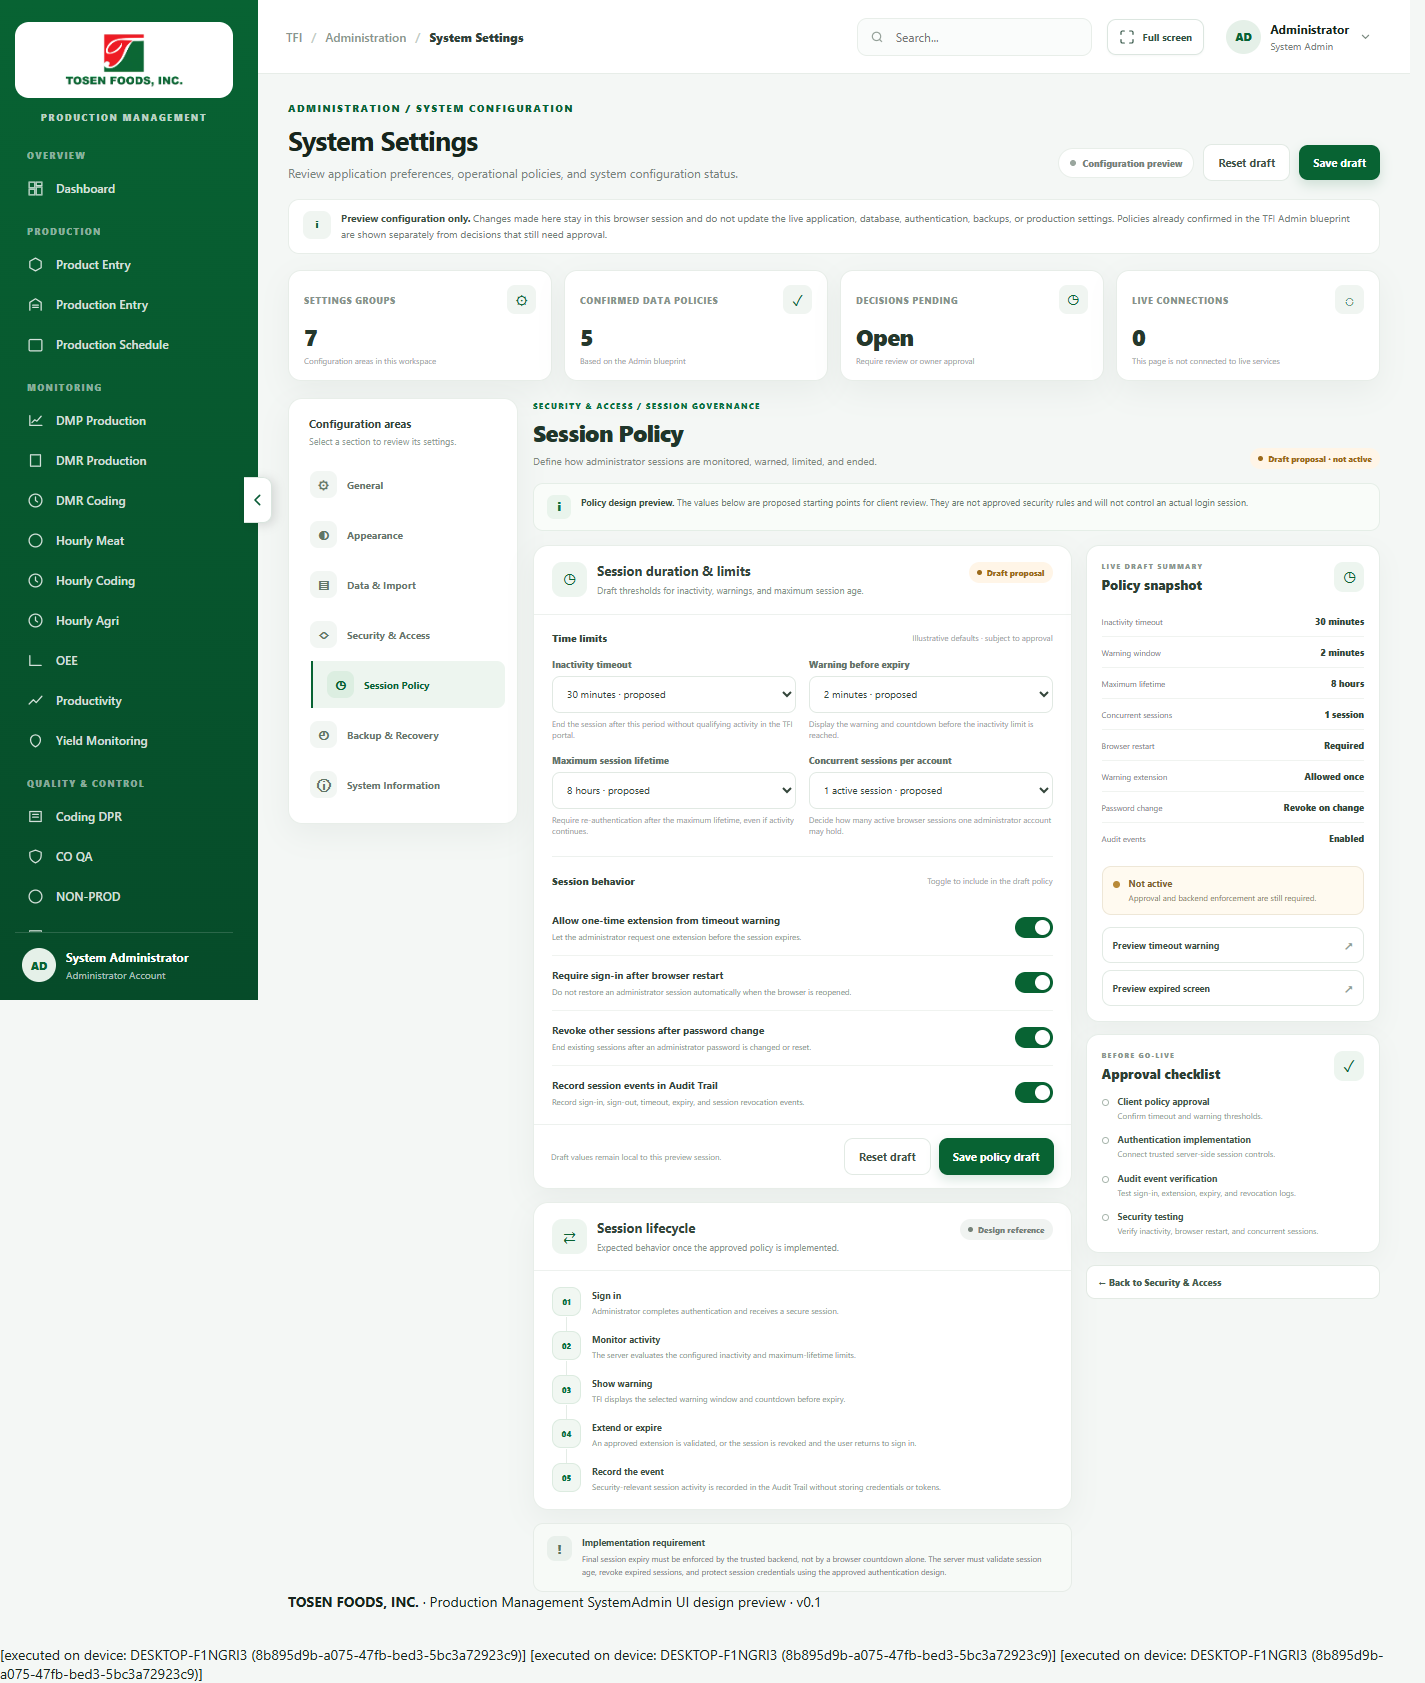 TOSEN FOODS, INC.
PRODUCTION MANAGEMENT
OVERVIEW
Dashboard
PRODUCTION
Product Entry
Production Entry
Production Schedule
MONITORING
DMP Production
DMR Production
DMR Coding
Hourly Meat
Hourly Coding
Hourly Agri
OEE
Productivity
Yield Monitoring
QUALITY & CONTROL
Coding DPR
CO QA
NON-PROD
AD
System Administrator
Administrator Account
TFI / Administration / System Settings
Search...
Full screen
AD
Administrator
System Admin
ADMINISTRATION / SYSTEM CONFIGURATION
System Settings
Review application preferences, operational policies, and system configuration status.
Configuration preview
Reset draft
Save draft
i
Preview configuration only. Changes made here stay in this browser session and do not update the live application, database, authentication, backups, or production settings. Policies already confirmed in the TFI Admin blueprint
are shown separately from decisions that still need approval.
SETTINGS GROUPS
7
Configuration areas in this workspace
CONFIRMED DATA POLICIES
5
Based on the Admin blueprint
DECISIONS PENDING
Open
Require review or owner approval
LIVE CONNECTIONS
0
This page is not connected to live services
Configuration areas
Select a section to review its settings.
General
Appearance
Data & Import
Security & Access
Session Policy
Backup & Recovery
System Information
SECURITY & ACCESS / SESSION GOVERNANCE
Session Policy
Define how administrator sessions are monitored, warned, limited, and ended.
Draft proposal · not active
i
Policy design preview. The values below are proposed starting points for client review. They are not approved security rules and will not control an actual login session.
Session duration & limits
Draft thresholds for inactivity, warnings, and maximum session age.
Draft proposal
Time limits
Illustrative defaults · subject to approval
Inactivity timeout
30 minutes · proposed
End the session after this period without qualifying activity in the TFI
portal.
Warning before expiry
2 minutes · proposed
Display the warning and countdown before the inactivity limit is
reached.
Maximum session lifetime
8 hours · proposed
Require re-authentication after the maximum lifetime, even if activity
continues.
Concurrent sessions per account
1 active session · proposed
Decide how many active browser sessions one administrator account
may hold.
Session behavior
Toggle to include in the draft policy
Allow one-time extension from timeout warning
Let the administrator request one extension before the session expires.
Require sign-in after browser restart
Do not restore an administrator session automatically when the browser is reopened.
Revoke other sessions after password change
End existing sessions after an administrator password is changed or reset.
Record session events in Audit Trail
Record sign-in, sign-out, timeout, expiry, and session revocation events.
Draft values remain local to this preview session.
Reset draft
Save policy draft
Session lifecycle
Expected behavior once the approved policy is implemented.
Design reference
01
Sign in
Administrator completes authentication and receives a secure session.
02
Monitor activity
The server evaluates the configured inactivity and maximum-lifetime limits.
03
Show warning
TFI displays the selected warning window and countdown before expiry.
04
Extend or expire
An approved extension is validated, or the session is revoked and the user returns to sign in.
05
Record the event
Security-relevant session activity is recorded in the Audit Trail without storing credentials or tokens.
!
Implementation requirement
Final session expiry must be enforced by the trusted backend, not by a browser countdown alone. The server must validate session
age, revoke expired sessions, and protect session credentials using the approved authentication design.
LIVE DRAFT SUMMARY
Policy snapshot
Inactivity timeout 30 minutes
Warning window 2 minutes
Maximum lifetime 8 hours
Concurrent sessions 1 session
Browser restart Required
Warning extension Allowed once
Password change Revoke on change
Audit events Enabled
Not active
Approval and backend enforcement are still required.
Preview timeout warning ↗
Preview expired screen ↗
BEFORE GO-LIVE
Approval checklist
Client policy approval
Confirm timeout and warning thresholds.
Authentication implementation
Connect trusted server-side session controls.
Audit event verification
Test sign-in, extension, expiry, and revocation logs.
Security testing
Verify inactivity, browser restart, and concurrent sessions.
← Back to Security & Access
TOSEN FOODS, INC. · Production Management SystemAdmin UI design preview · v0.1
[executed on device: DESKTOP-F1NGRI3 (8b895d9b-a075-47fb-bed3-5bc3a72923c9)] [executed on device: DESKTOP-F1NGRI3 (8b895d9b-a075-47fb-bed3-5bc3a72923c9)] [executed on device: DESKTOP-F1NGRI3 (8b895d9b-
a075-47fb-bed3-5bc3a72923c9)]